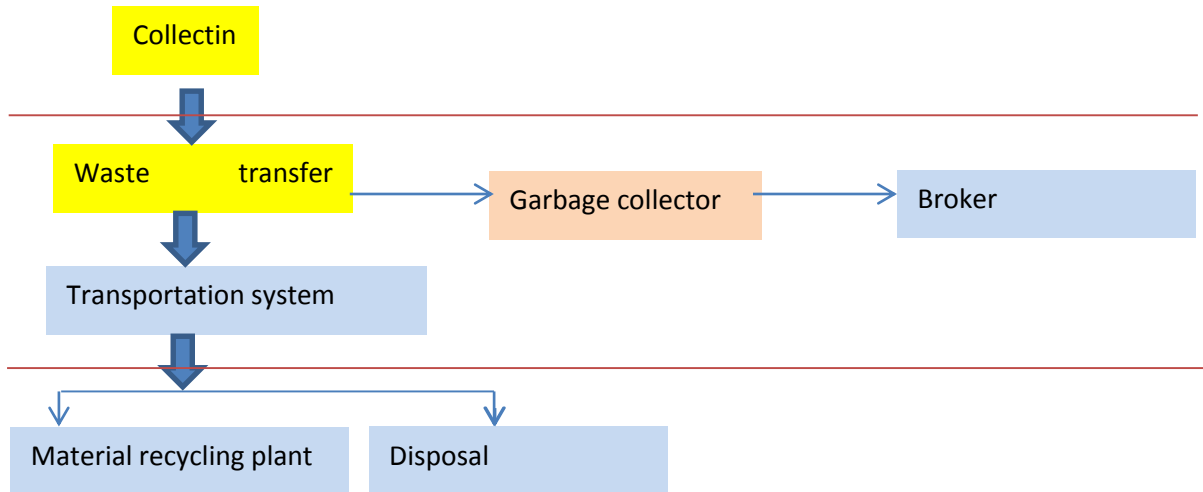 Collectin
Waste transfer
Garbage collector
Broker
Transportation system
Material recycling plant
Disposal